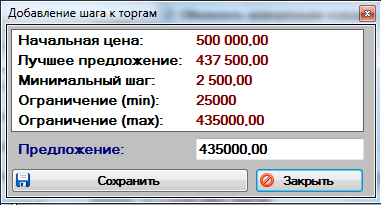 Добавление шага к торгам
Начальная цена: 500 000.00
Лучшее предложение: 437 500.00
Минимальный шаг: 2 500.00
Ограничение (min): 25000
Ограничение (max): 435000.00
Предложение: 435000.00
Сохранить Закрыть